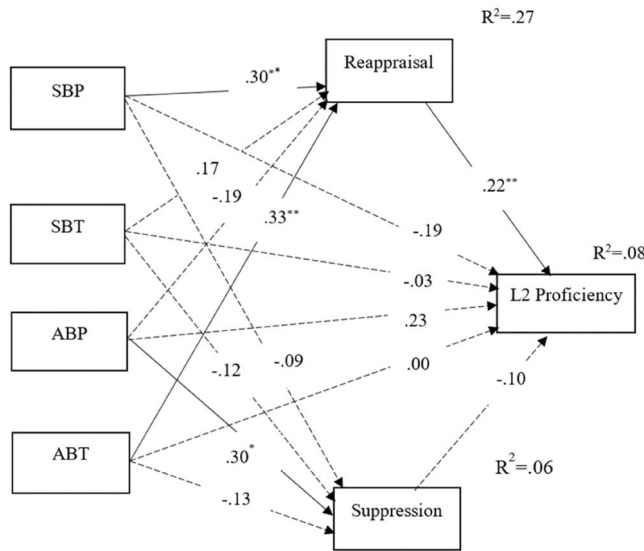 R²=.27
Reappraisal
SBP
.30**
.17
-.19
.33**
.22**
SBT
-.19
R²=.08
-.03
L2 Proficiency
ABP
.23
-.12
-.09
.00
-.10
ABT
.30*
-.13
R²=.06
Suppression